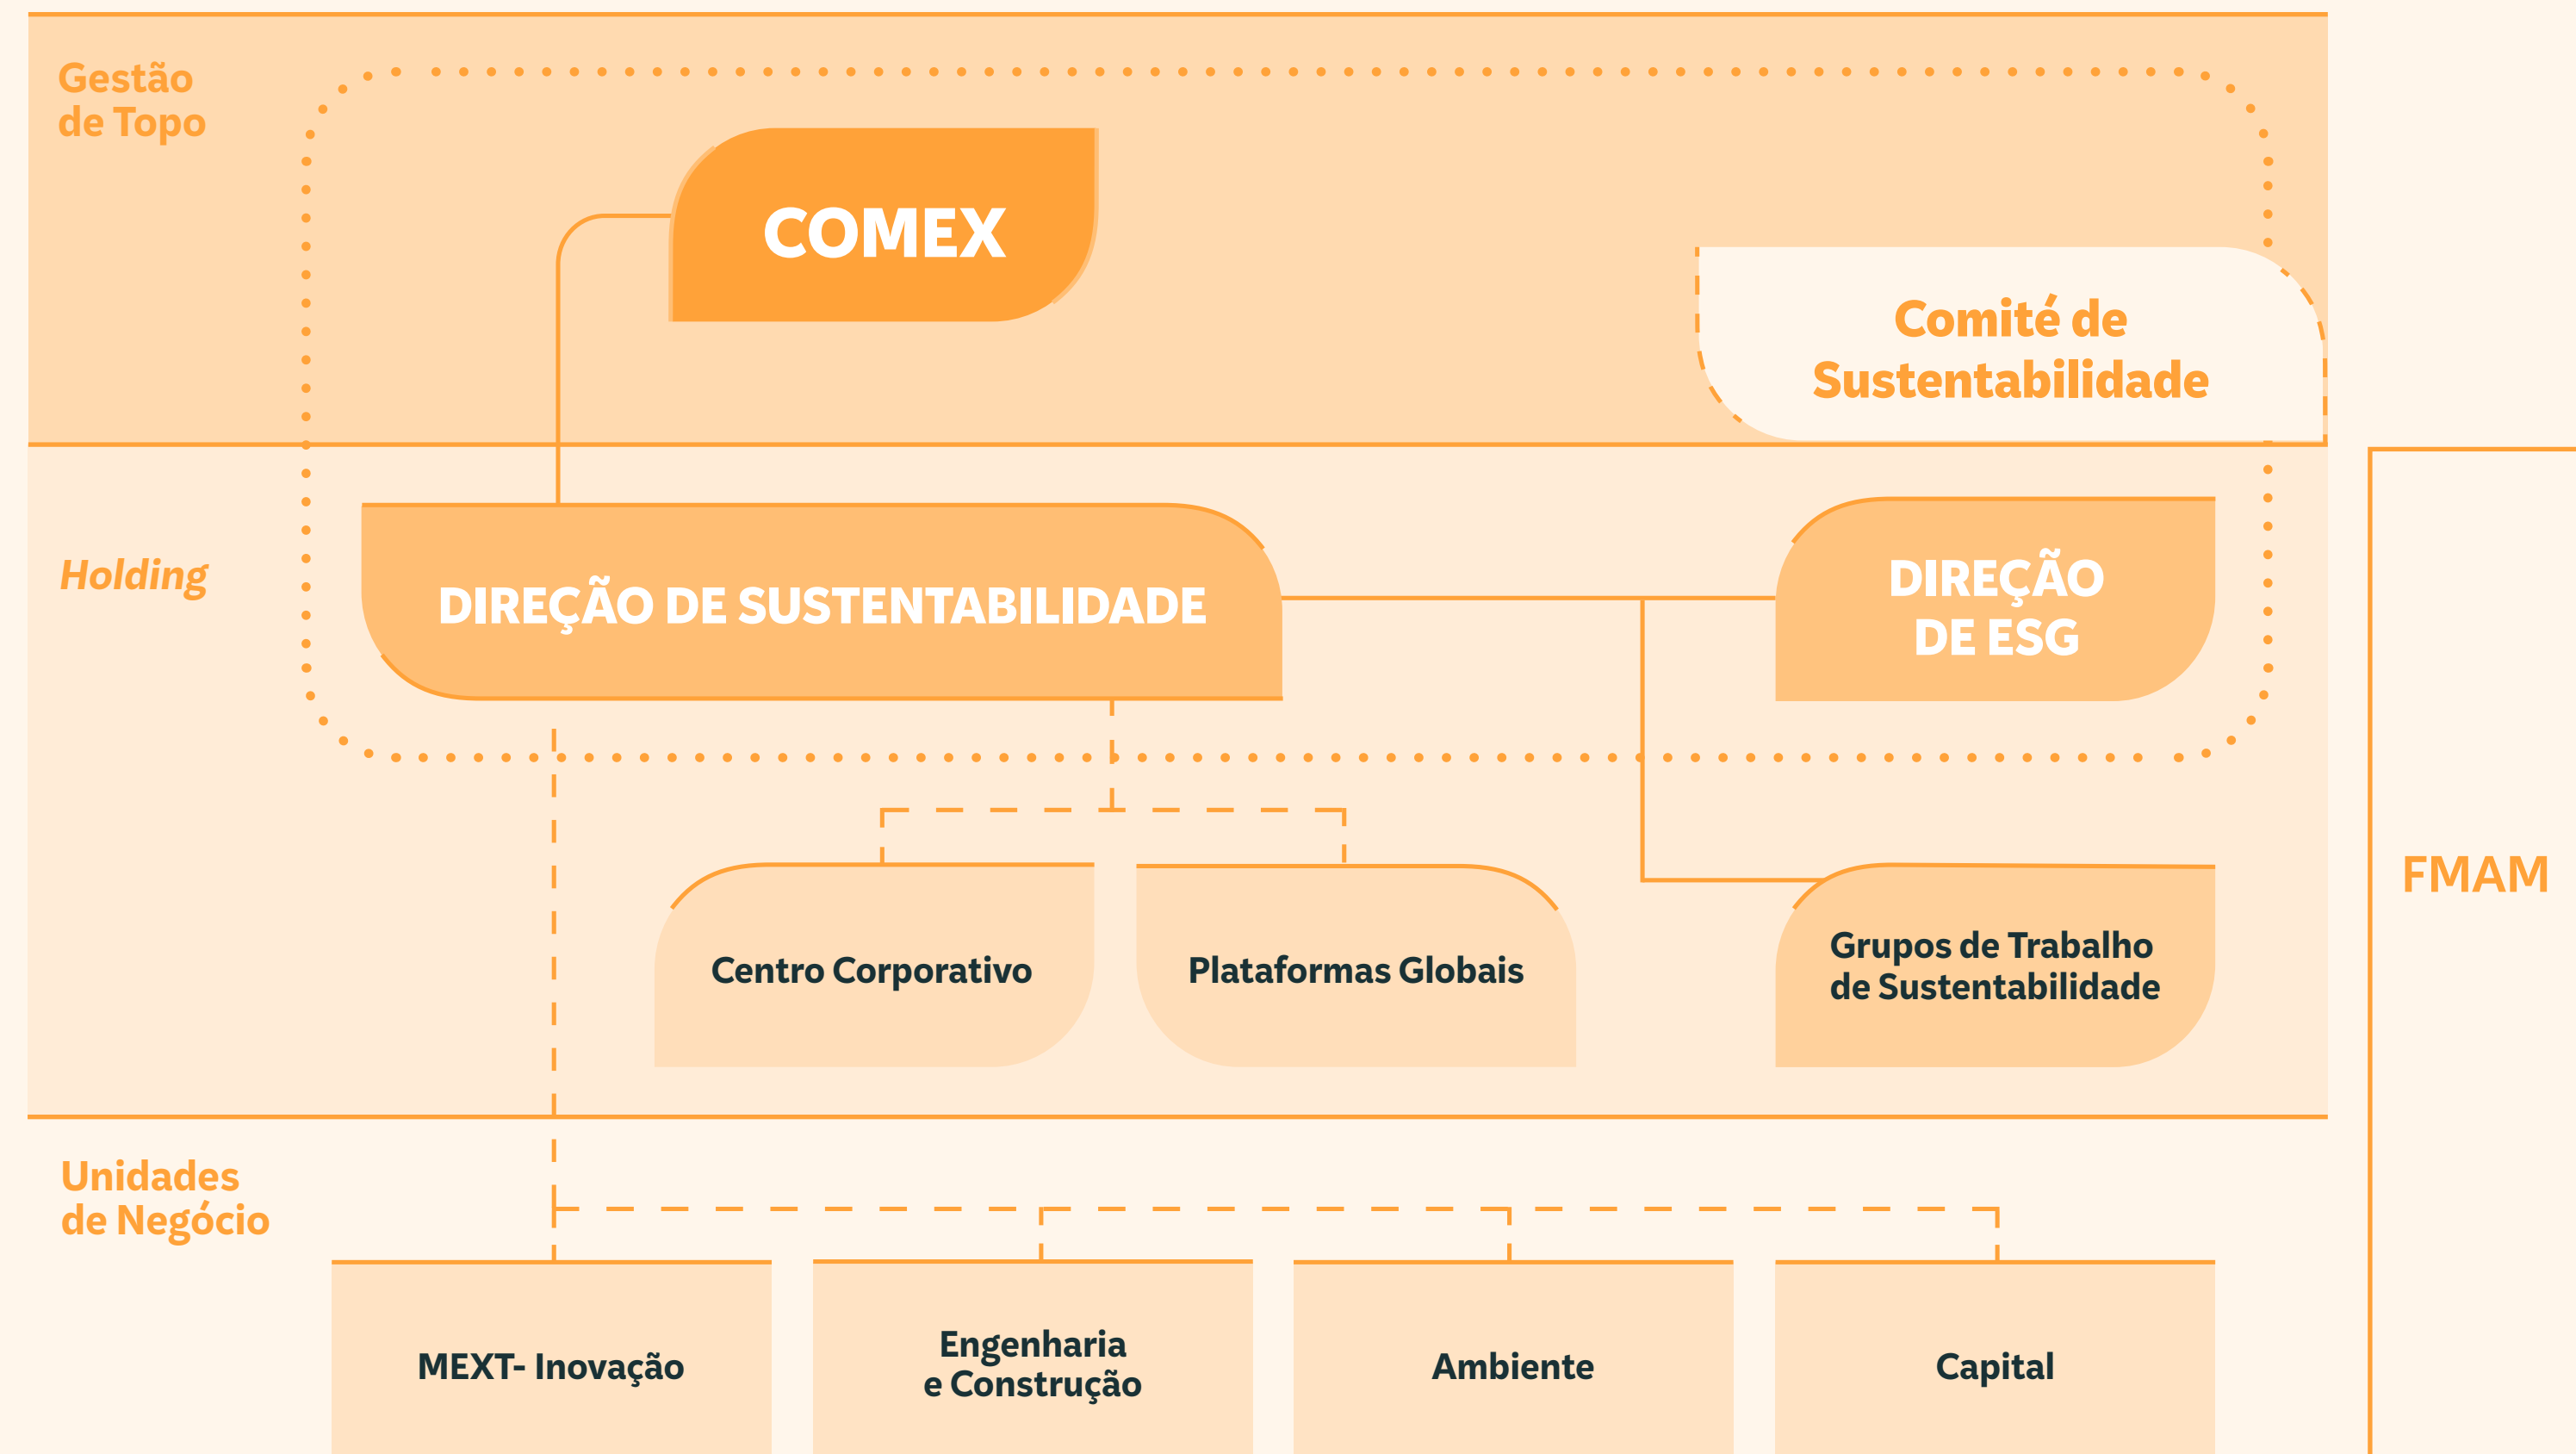 Gestão
de Topo
COMEX
Comité de
Sustentabilidade
Holding
DIREÇÃO DE SUSTENTABILIDADE
DIREÇÃO
DE ESG
FMAM
Centro Corporativo
Plataformas Globais
Grupos de Trabalho
de Sustentabilidade
Unidades
de Negócio
MEXT- Inovação
Engenharia
e Construção
Ambiente
Capital